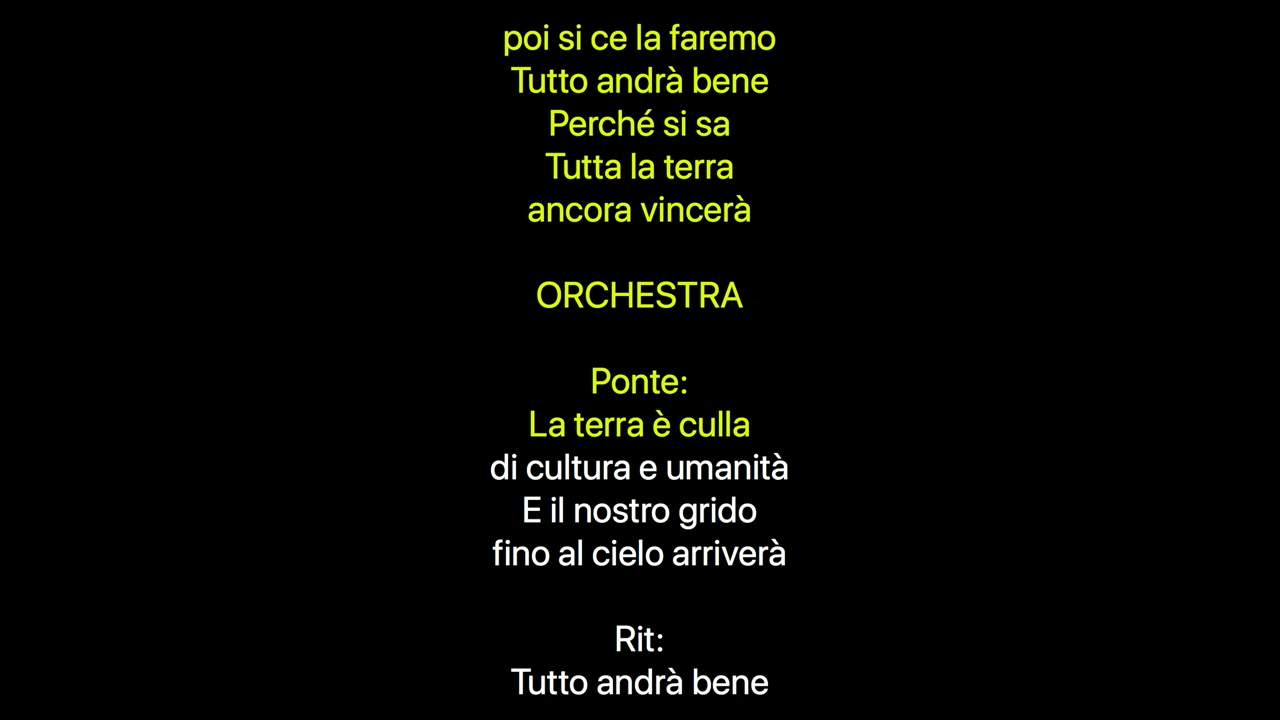 poi si ce la faremo
Tutto andrà bene
Perché si sa
Tutta la terra
ancora vincerà
ORCHESTRA
Ponte:
La terra è culla
di cultura e umanità
E il nostro grido
fino al cielo arriverà
Rit:
Tutto andrà bene